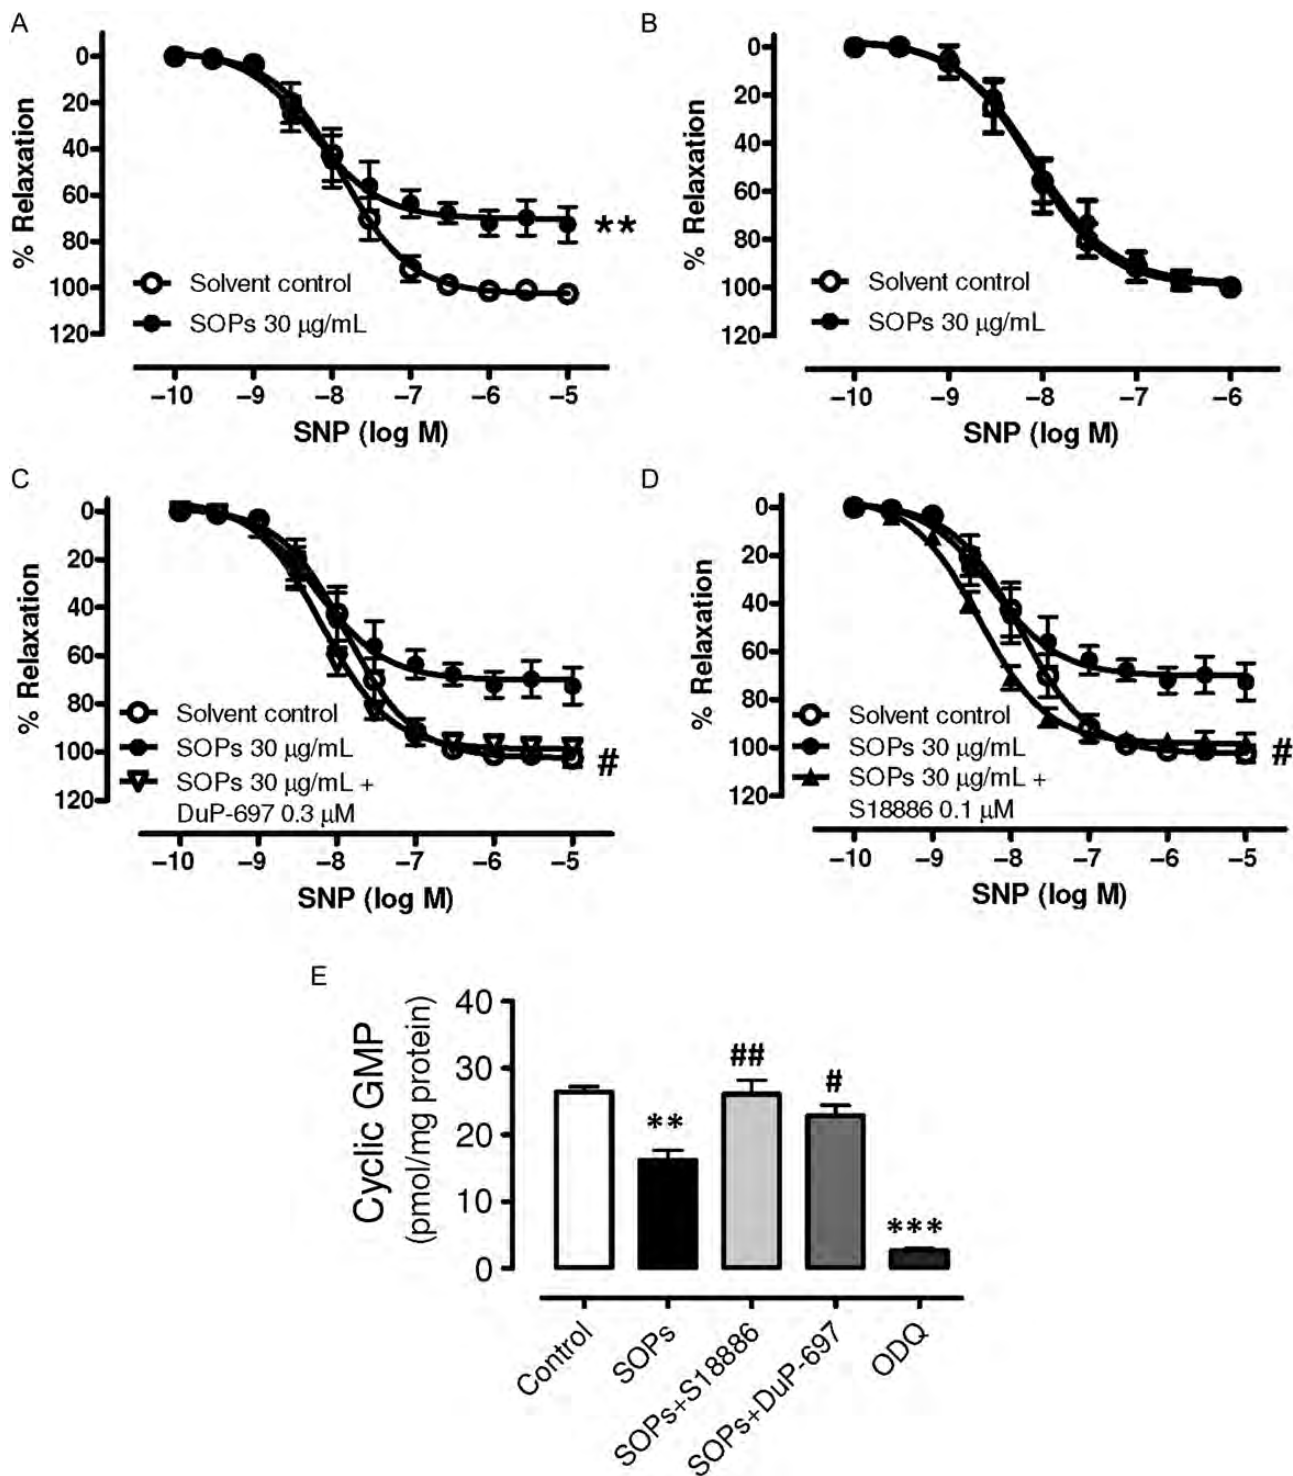 A
0
20
40
60
80
100
120
% Relaxation
Solvent control
SOPs 30 µg/mL
**
–10 –9 –8 –7 –6 –5
SNP (log M)
B
0
20
40
60
80
100
120
% Relaxation
Solvent control
SOPs 30 µg/mL
–10 –9 –8 –7 –6
SNP (log M)
C
0
20
40
60
80
100
120
% Relaxation
Solvent control
SOPs 30 µg/mL
SOPs 30 µg/mL +
DuP-697 0.3 µM
#
–10 –9 –8 –7 –6 –5
SNP (log M)
D
0
20
40
60
80
100
120
% Relaxation
Solvent control
SOPs 30 µg/mL
SOPs 30 µg/mL +
S18886 0.1 µM
#
–10 –9 –8 –7 –6 –5
SNP (log M)
E
Cyclic GMP
(pmol/mg protein)
40
30
20
10
0
**
##
#
***
Control
SOPs
SOPs+S18886
SOPs+DuP-697
ODQ